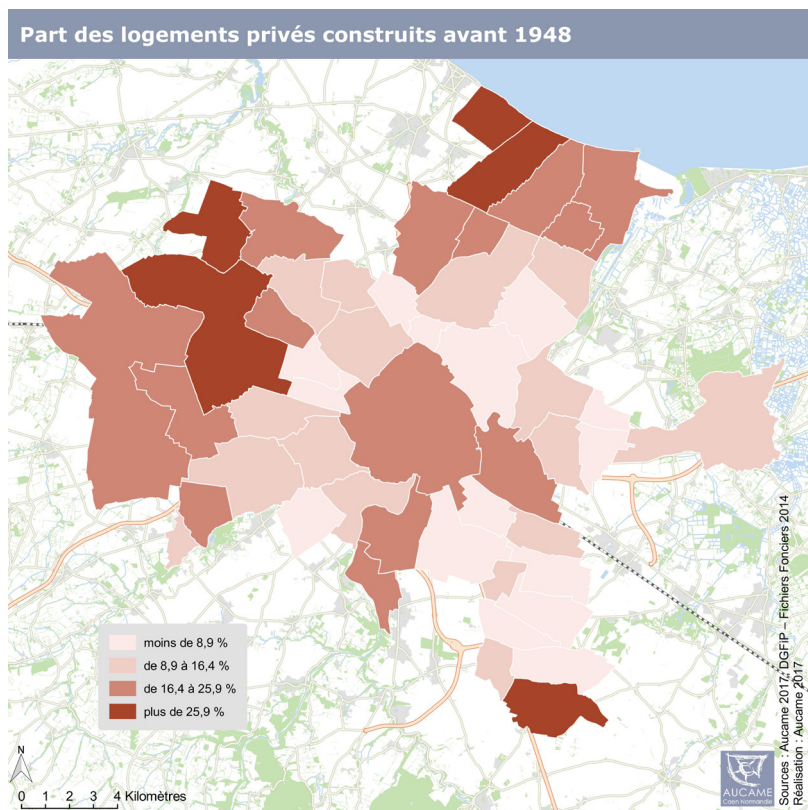 Part des logements privés construits avant 1948
moins de 8,9 %
de 8,9 à 16,4 %
de 16,4 à 25,9 %
plus de 25,9 %
N
0 1 2 3 4 Kilomètres
Sources : Aucame 2017, DGFiP – Fichiers Fonciers 2014
Réalisation : Aucame 2017
AUCAME
Caen Normandie